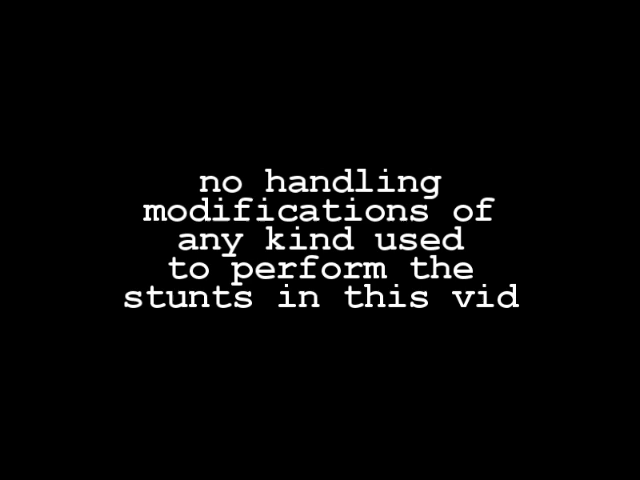 no handling
modifications of
any kind used
to perform the
stunts in this vid